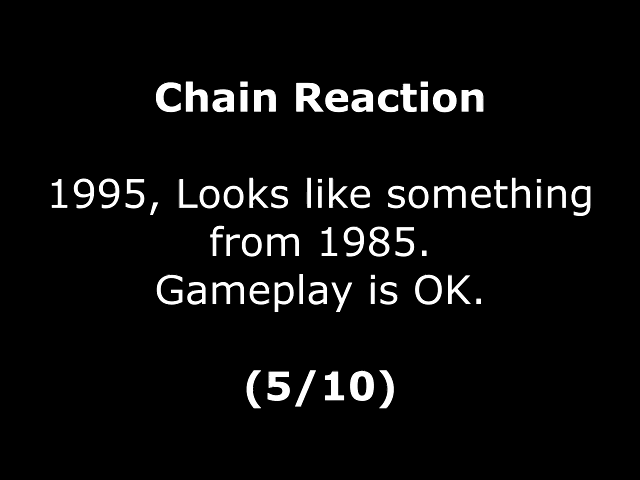 Chain Reaction
1995, Looks like something
from 1985.
Gameplay is OK.
(5/10)